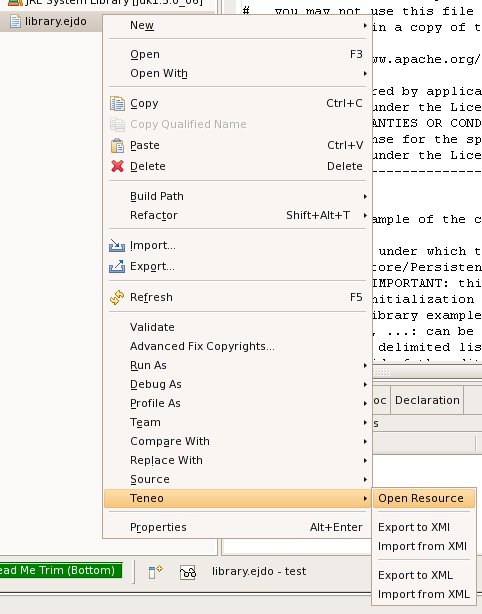 JRE System Library [jdk1.5.0_06]
library.ejdo
New
Open F3
Open With
Copy Ctrl+C
Copy Qualified Name
Paste Ctrl+V
Delete Delete
Build Path
Refactor Shift+Alt+T
Import...
Export...
Refresh F5
Validate
Advanced Fix Copyrights...
Run As
Debug As
Profile As
Team
Compare With
Replace With
Source
Teneo
Properties Alt+Enter
Open Resource
Export to XMI
Import from XMI
Export to XML
Import from XML
# you may not use this file
in a copy of t
ww.apache.org/
red by applica
under the Lice
ANTIES OR COND
nse for the sp
under the Lice
--------------
ample of the c
under which t
tore/Persisten
IMPORTANT: thi
nitialization
library example
, ...: can be
delimited lis
oc Declaration
s
ead Me Trim (Bottom)
library.ejdo - test